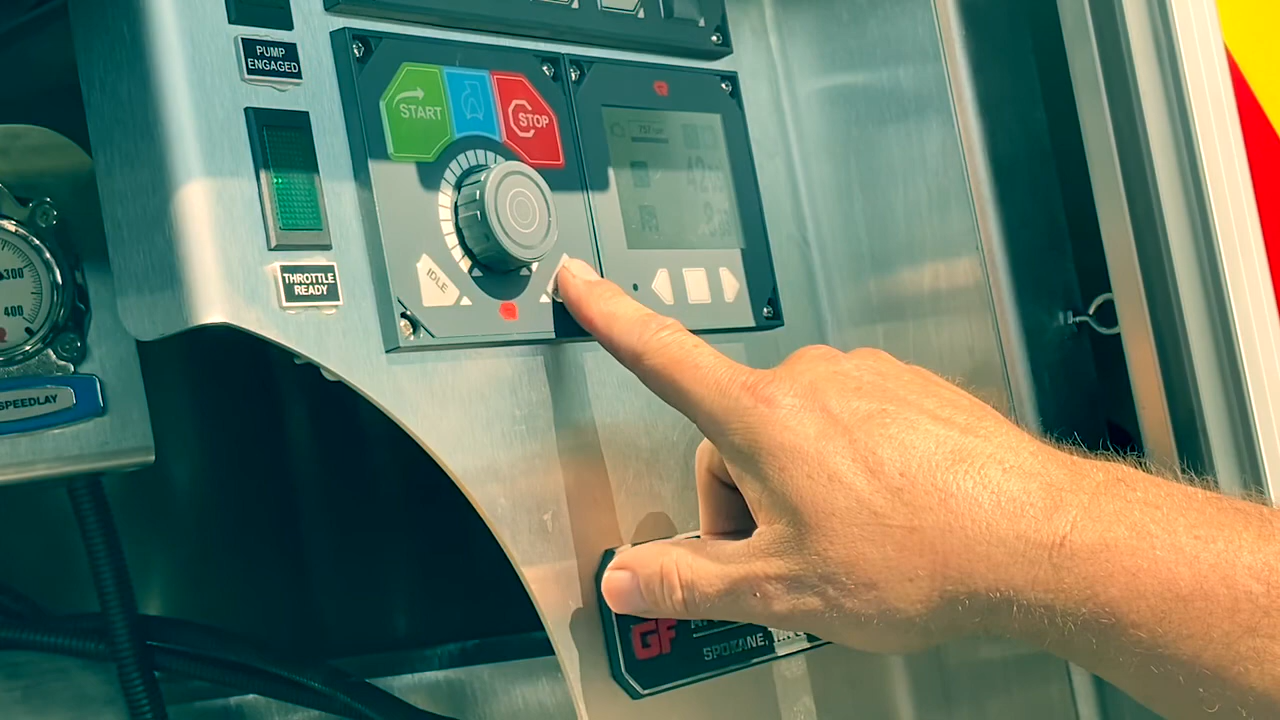 PUMP
ENGAGED
START
STOP
THROTTLE
READY
IDLE
300
400
SPEEDLAY
GF
SPOKANE,